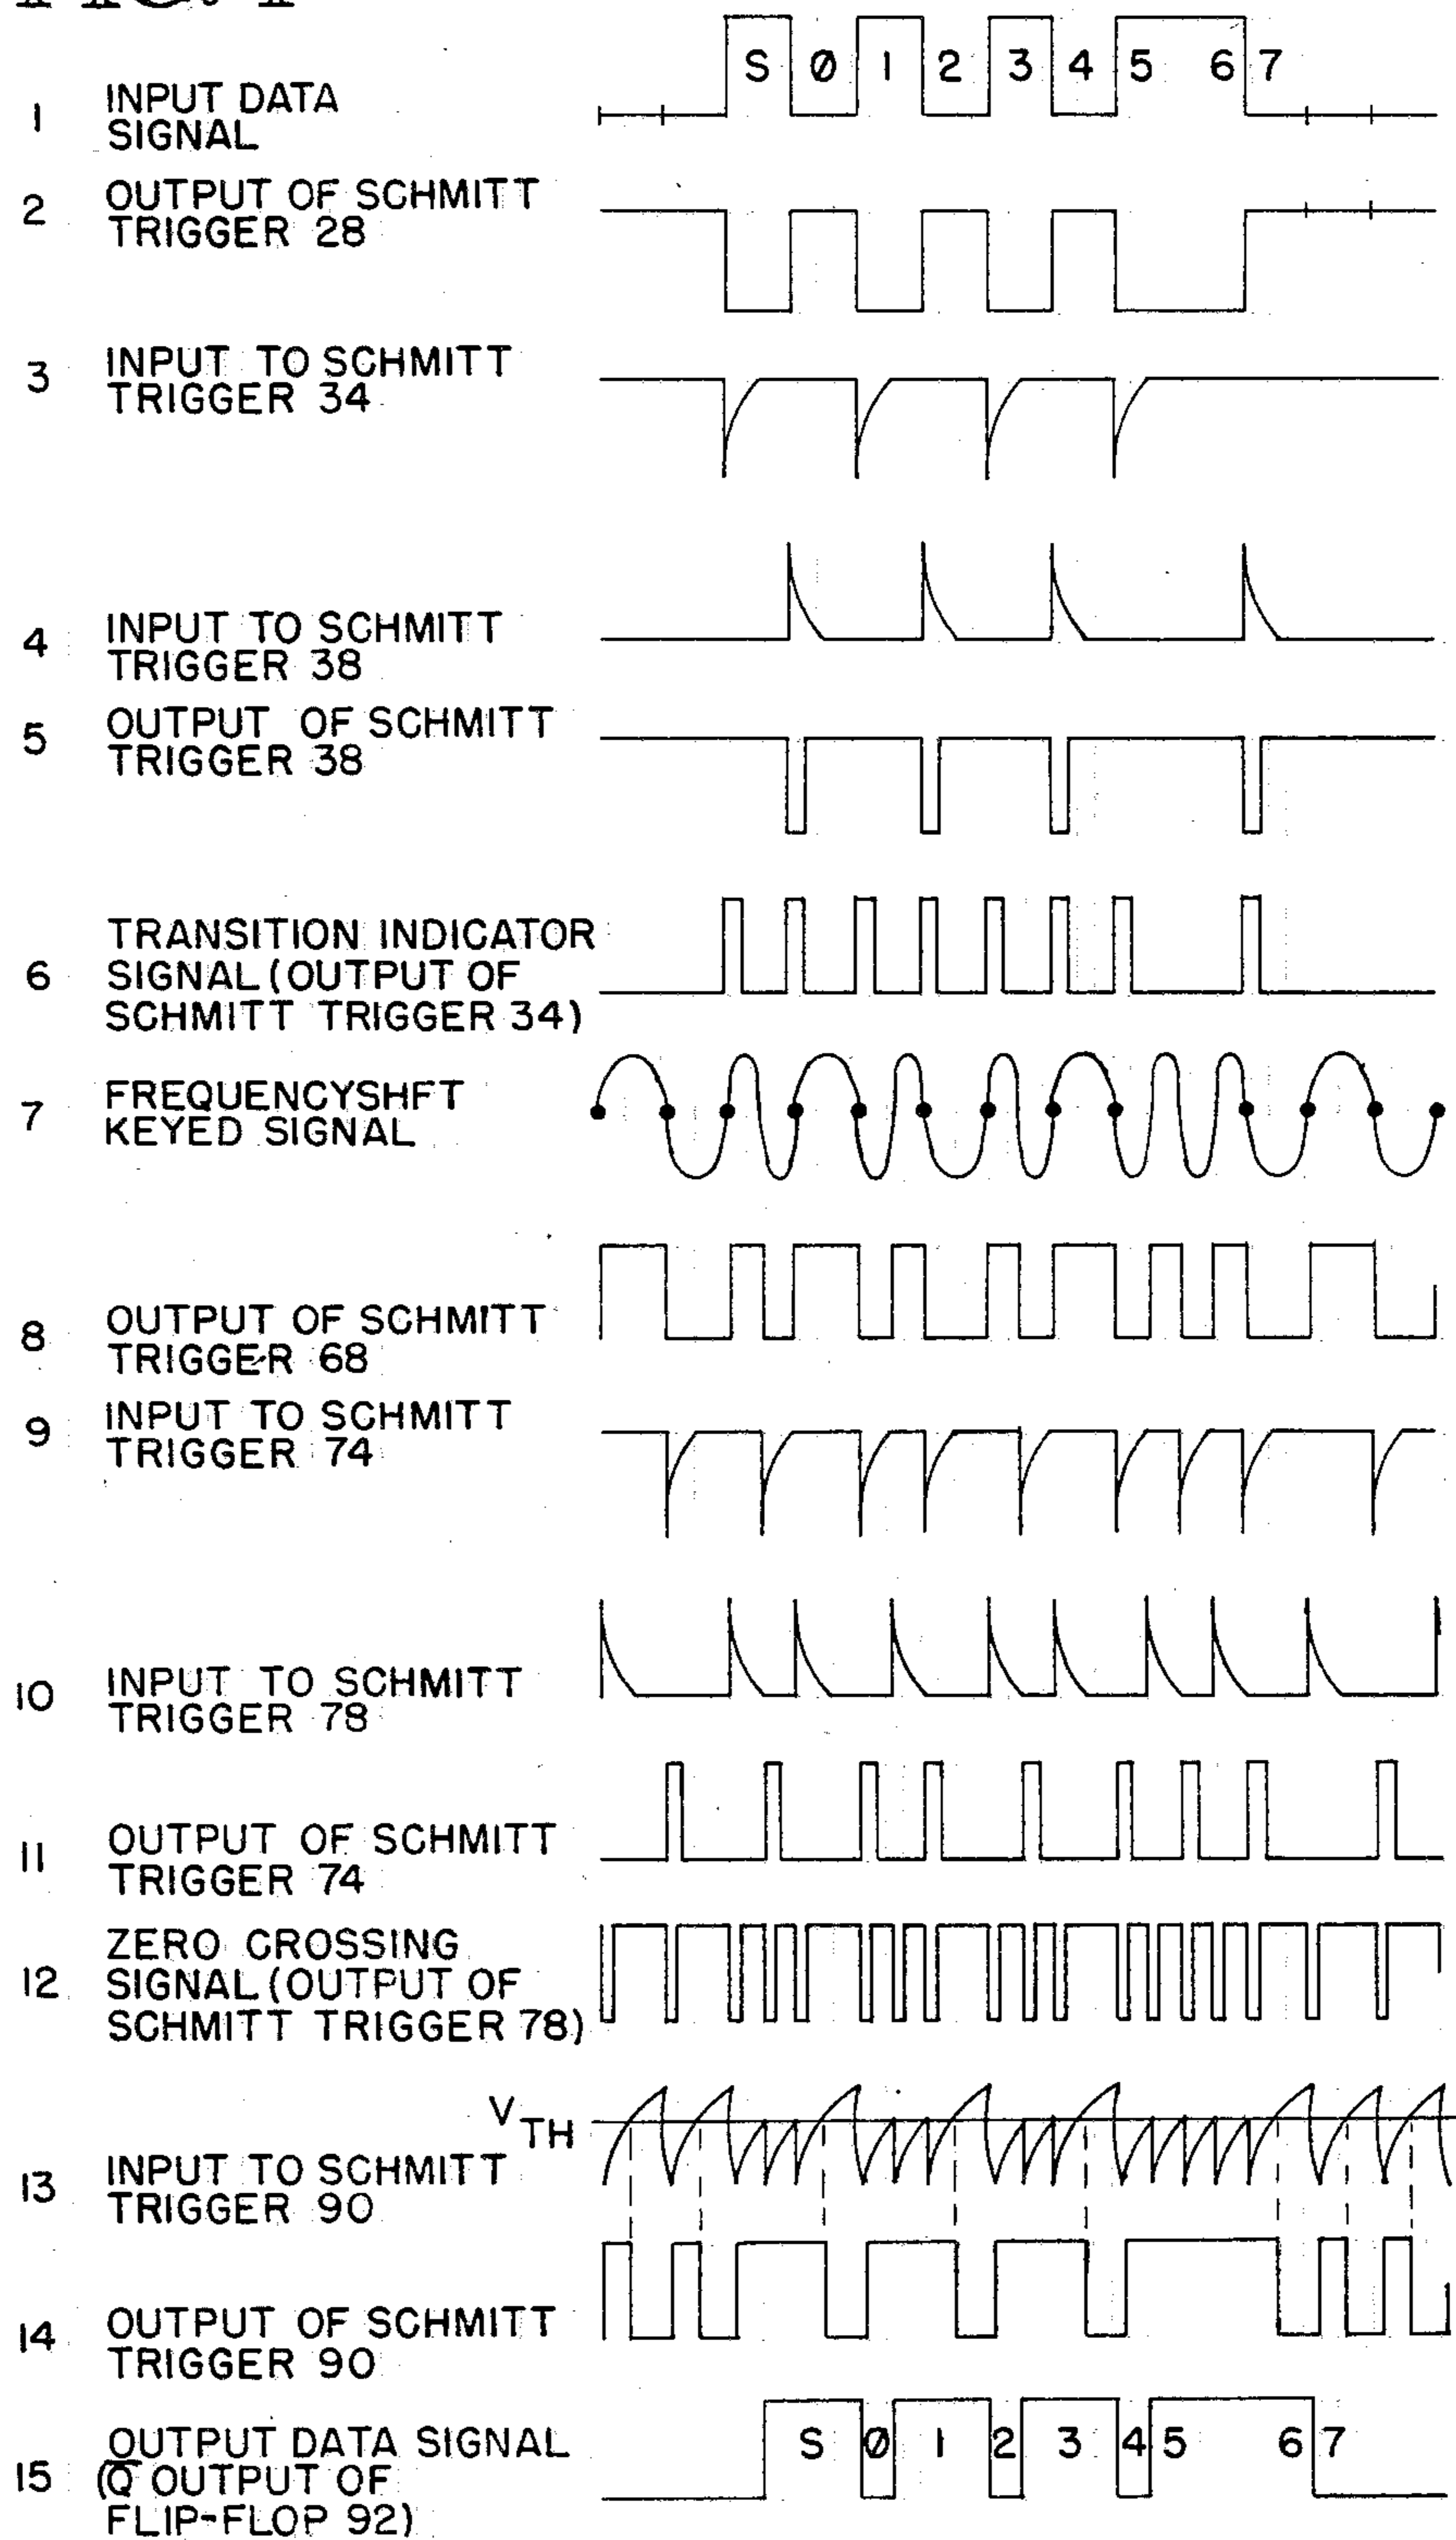 1 INPUT DATA
SIGNAL
S 0 1 2 3 4 5 6 7
2 OUTPUT OF SCHMITT
TRIGGER 28
3 INPUT TO SCHMITT
TRIGGER 34
4 INPUT TO SCHMITT
TRIGGER 38
5 OUTPUT OF SCHMITT
TRIGGER 38
TRANSITION INDICATOR
6 SIGNAL (OUTPUT OF
SCHMITT TRIGGER 34)
7 FREQUENCYSHFT
KEYED SIGNAL
8 OUTPUT OF SCHMITT
TRIGGER 68
9 INPUT TO SCHMITT
TRIGGER 74
10 INPUT TO SCHMITT
TRIGGER 78
11 OUTPUT OF SCHMITT
TRIGGER 74
ZERO CROSSING
12 SIGNAL (OUTPUT OF
SCHMITT TRIGGER 78)
VTH
13 INPUT TO SCHMITT
TRIGGER 90
14 OUTPUT OF SCHMITT
TRIGGER 90
OUTPUT DATA SIGNAL
15 (Q̅ OUTPUT OF
FLIP-FLOP 92)
S 0 1 2 3 4 5 6 7